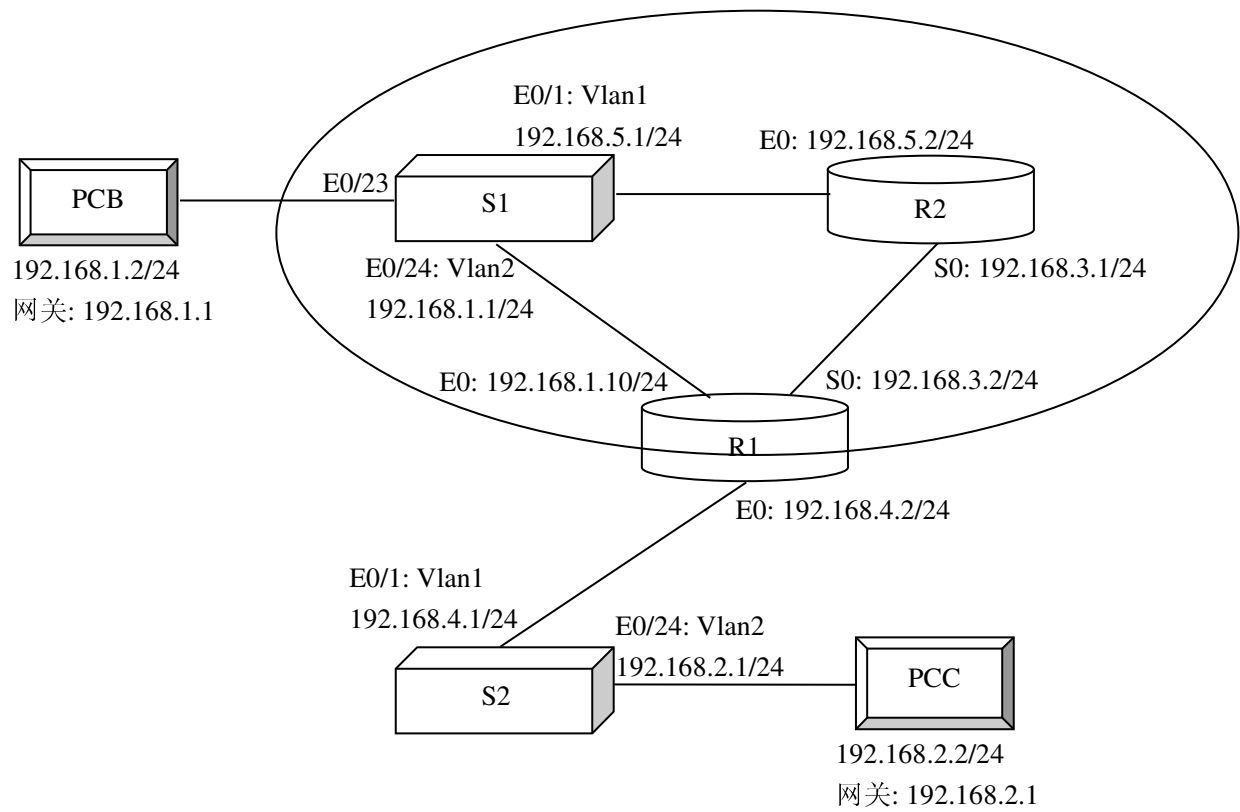 E0/1: Vlan1
192.168.5.1/24
E0: 192.168.5.2/24
PCB
E0/23
S1
R2
192.168.1.2/24
网关: 192.168.1.1
E0/24: Vlan2
192.168.1.1/24
S0: 192.168.3.1/24
E0: 192.168.1.10/24
S0: 192.168.3.2/24
R1
E0: 192.168.4.2/24
E0/1: Vlan1
192.168.4.1/24
E0/24: Vlan2
192.168.2.1/24
S2
PCC
192.168.2.2/24
网关: 192.168.2.1